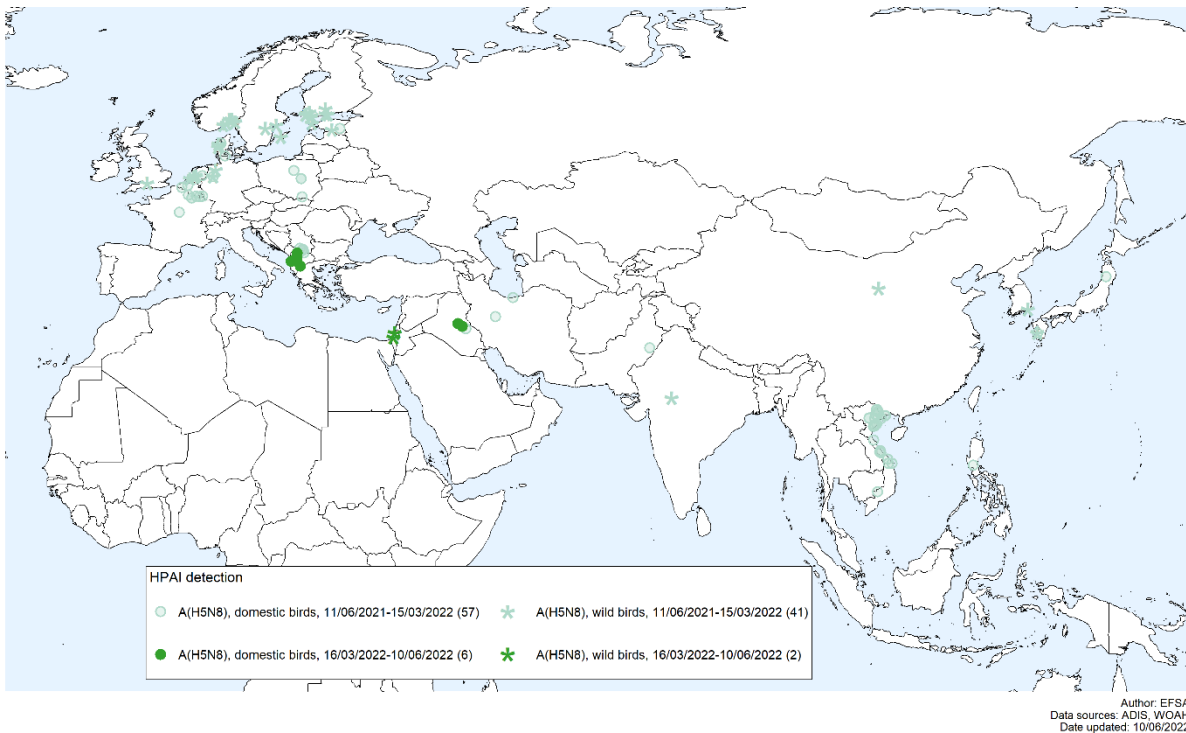 HPAI detection
A(H5N8), domestic birds, 11/06/2021-15/03/2022 (57)
A(H5N8), wild birds, 11/06/2021-15/03/2022 (41)
A(H5N8), domestic birds, 16/03/2022-10/06/2022 (6)
A(H5N8), wild birds, 16/03/2022-10/06/2022 (2)
Author: EFSA
Data sources: ADIS, WOAH
Date updated: 10/06/2022